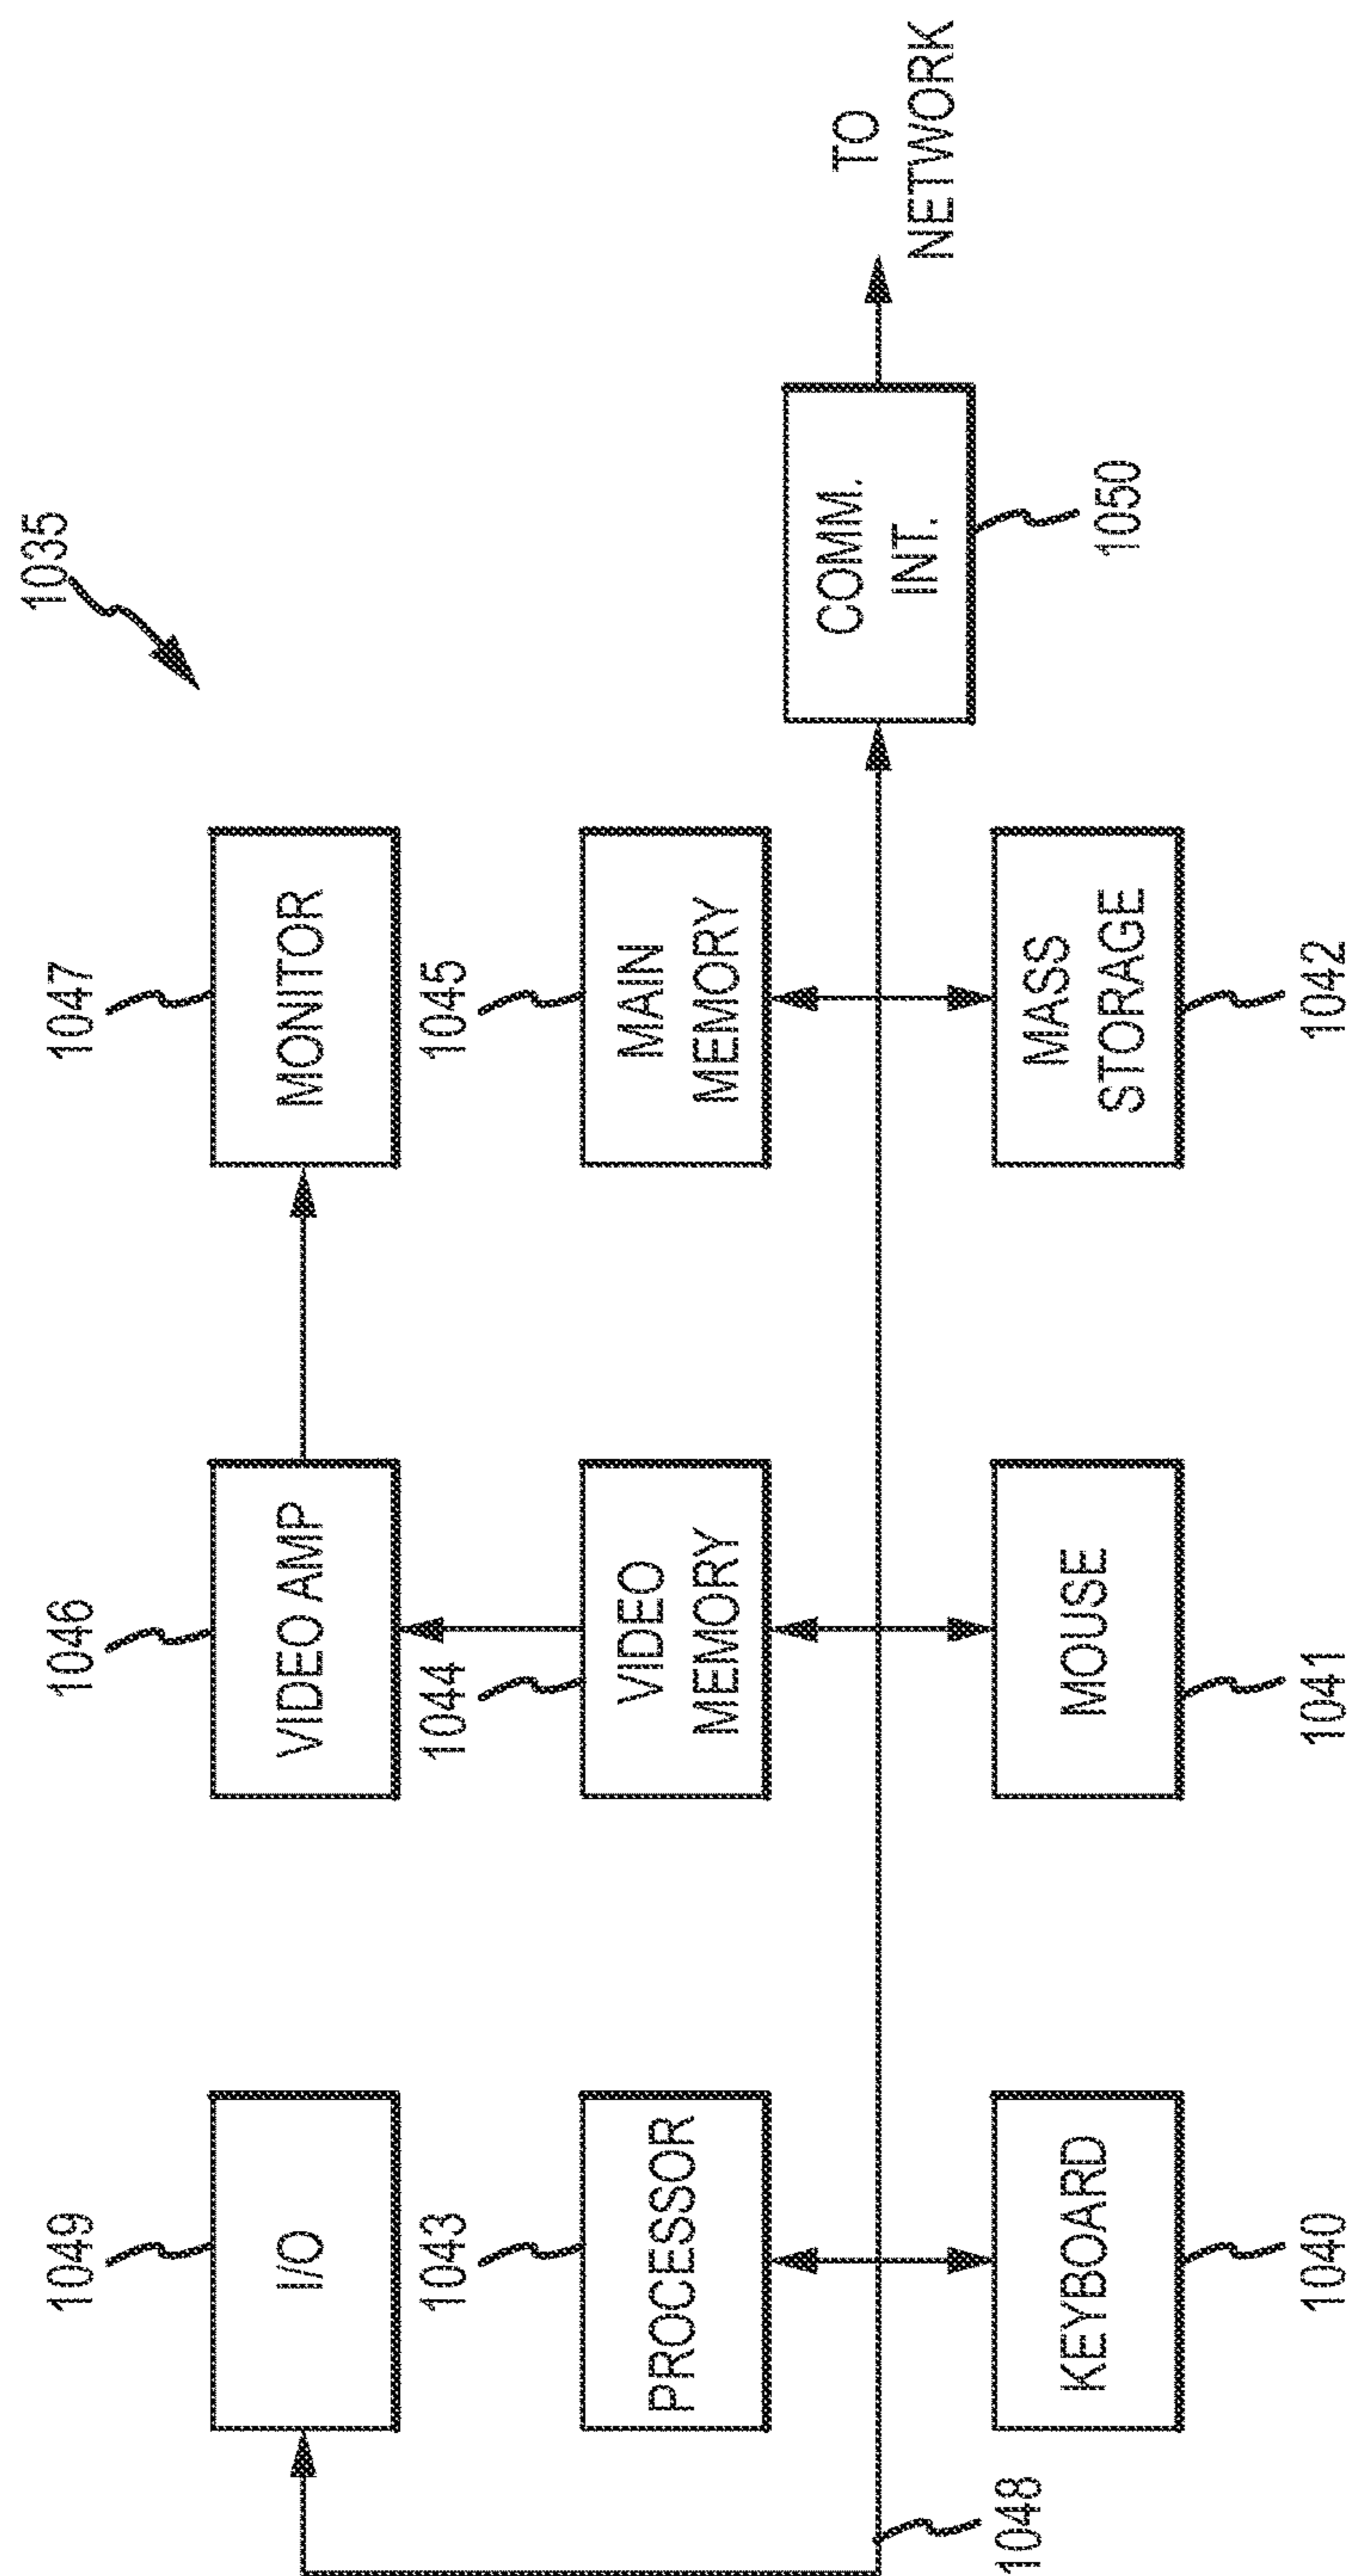 1035
1049
I/O
1046
VIDEO AMP
1047
MONITOR
1043
PROCESSOR
1044
VIDEO
MEMORY
1045
MAIN
MEMORY
COMM.
INT.
1050
TO
NETWORK
1048
KEYBOARD
1040
MOUSE
1041
MASS
STORAGE
1042